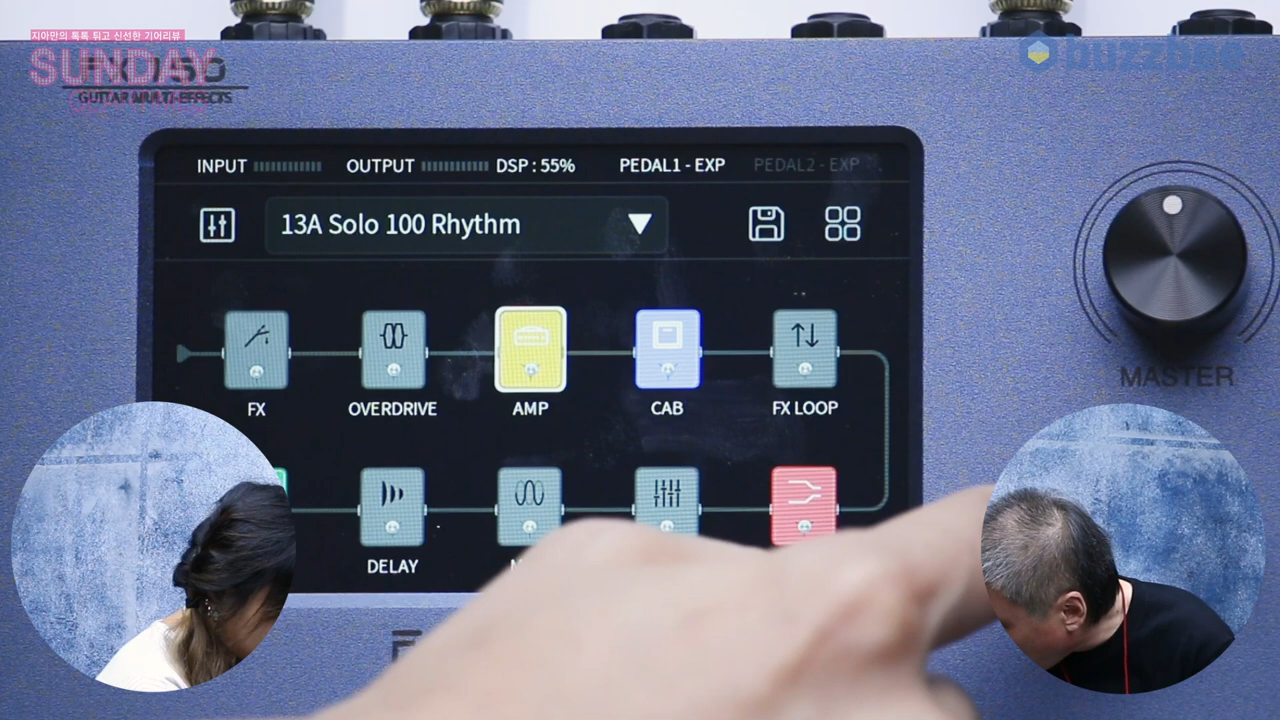 지아만의 톡톡 튀고 신선한 기어리뷰
SUNDAY
GUITAR MULTI-EFFECTS
buzzbee
INPUT OUTPUT DSP : 55% PEDAL1 - EXP PEDAL2 - EXP
13A Solo 100 Rhythm
FX OVERDRIVE AMP CAB FX LOOP
MASTER
DELAY